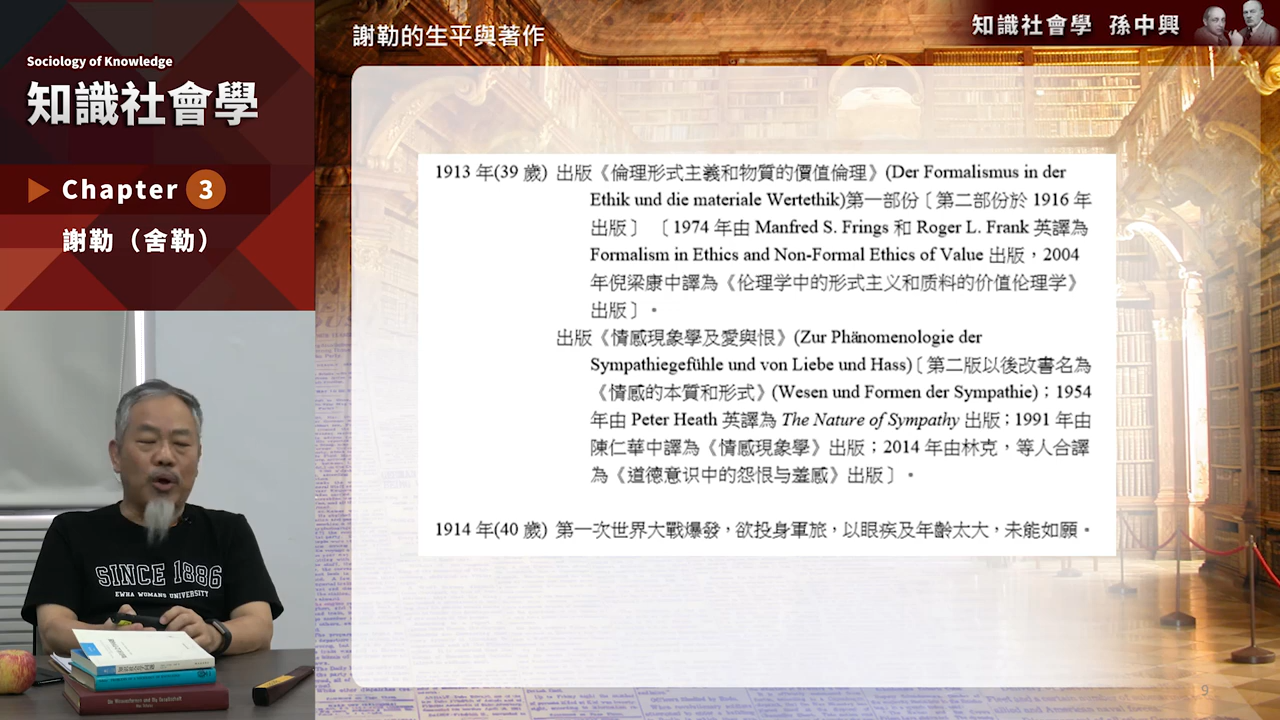 Sociology of Knowledge
知識社會學
Chapter 3
謝勒（舍勒）
謝勒的生平與著作
知識社會學 孫中興
1913 年(39 歲) 出版《倫理形式主義和物質的價值倫理》(Der Formalismus in der
Ethik und die materiale Wertethik)第一部份〔第二部份於 1916 年
出版〕〔1974 年由 Manfred S. Frings 和 Roger L. Frank 英譯為
Formalism in Ethics and Non-Formal Ethics of Value 出版，2004
年倪梁康中譯為《伦理学中的形式主义和质料的价值伦理学》
出版〕。
出版《情感現象學及愛與恨》(Zur Phänomenologie der
Sympathiegefühle und von Liebe und Hass)〔第二版以後改書名為
《情感的本質和形式》(Wesen und Formen der Sympathie)；1954
年由 Peter Heath 英譯為 The Nature of Sympathy 出版；1991 年由
陳仁華中譯為《情感現象學》出版；2014 年由林克，等人合譯
為《道德意识中的怨恨与羞感》出版〕。
1914 年(40 歲) 第一次世界大戰爆發，欲投身軍旅，以眼疾及年齡太大，未能如願。
SINCE 1886
EWHA WOMANS UNIVERSITY
Die Wissensformen und die Gesellschaft
9